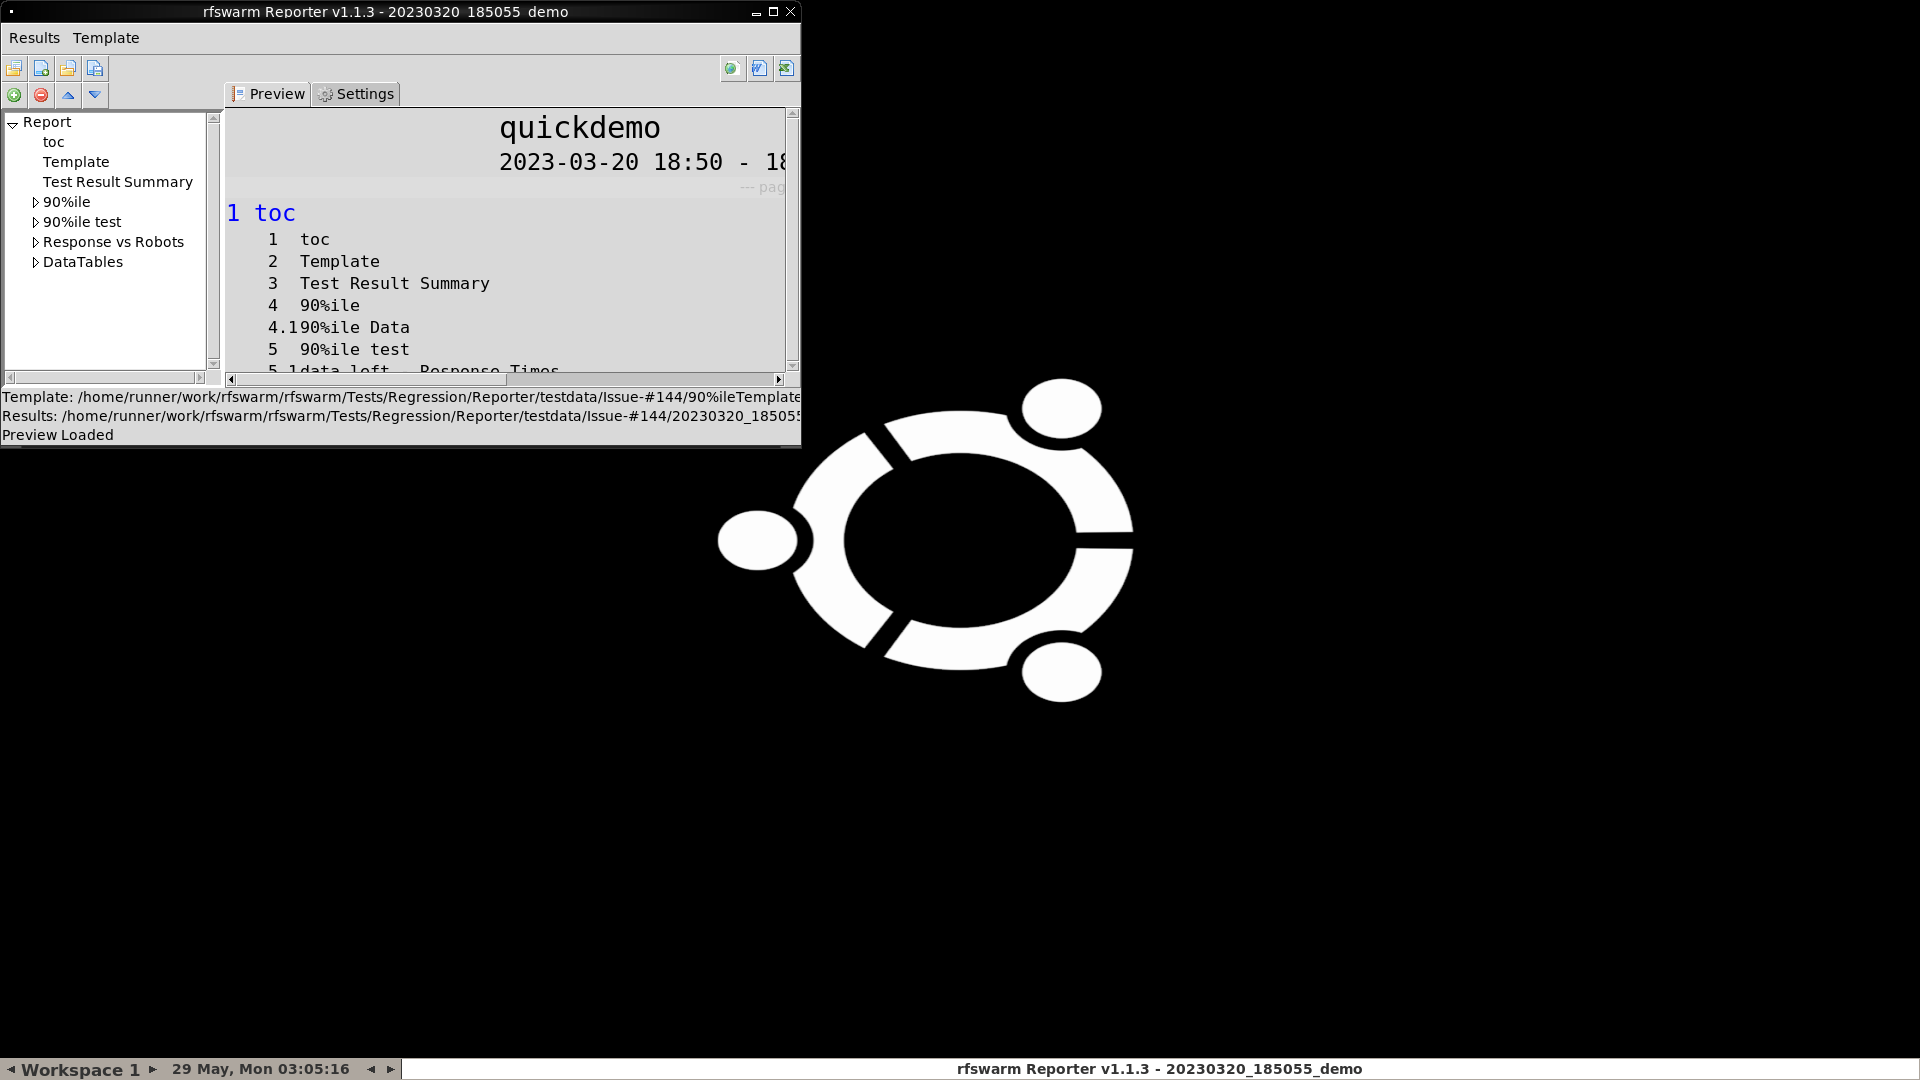 rfswarm Reporter v1.1.3 - 20230320_185055_demo
Results Template
Preview Settings
Report
toc
Template
Test Result Summary
90%ile
90%ile test
Response vs Robots
DataTables
quickdemo
2023-03-20 18:50 - 18
--- pag
1 toc
1 toc
2 Template
3 Test Result Summary
4 90%ile
4.1 90%ile Data
5 90%ile test
5.1 data left - Response Times
Template: /home/runner/work/rfswarm/rfswarm/Tests/Regression/Reporter/testdata/Issue-#144/90%ileTemplate
Results: /home/runner/work/rfswarm/rfswarm/Tests/Regression/Reporter/testdata/Issue-#144/20230320_185055
Preview Loaded
Workspace 1 29 May, Mon 03:05:16 rfswarm Reporter v1.1.3 - 20230320_185055_demo